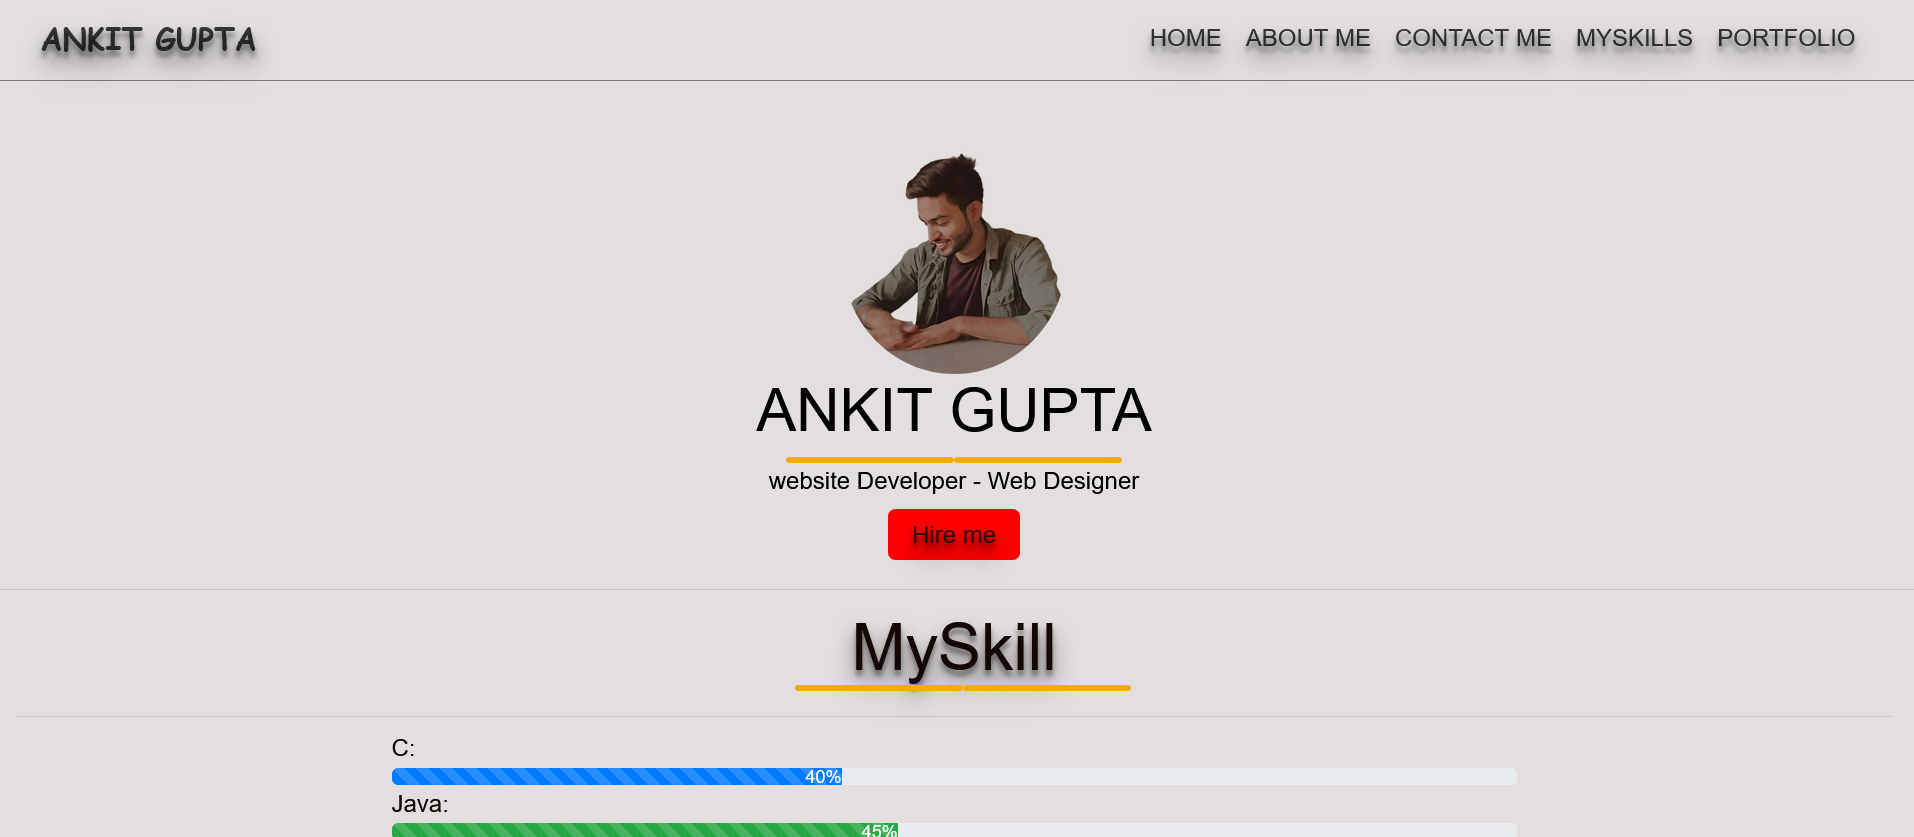 ANKIT GUPTA
HOME ABOUT ME CONTACT ME MYSKILLS PORTFOLIO
ANKIT GUPTA
website Developer - Web Designer
Hire me
MySkill
C:
40%
Java:
45%